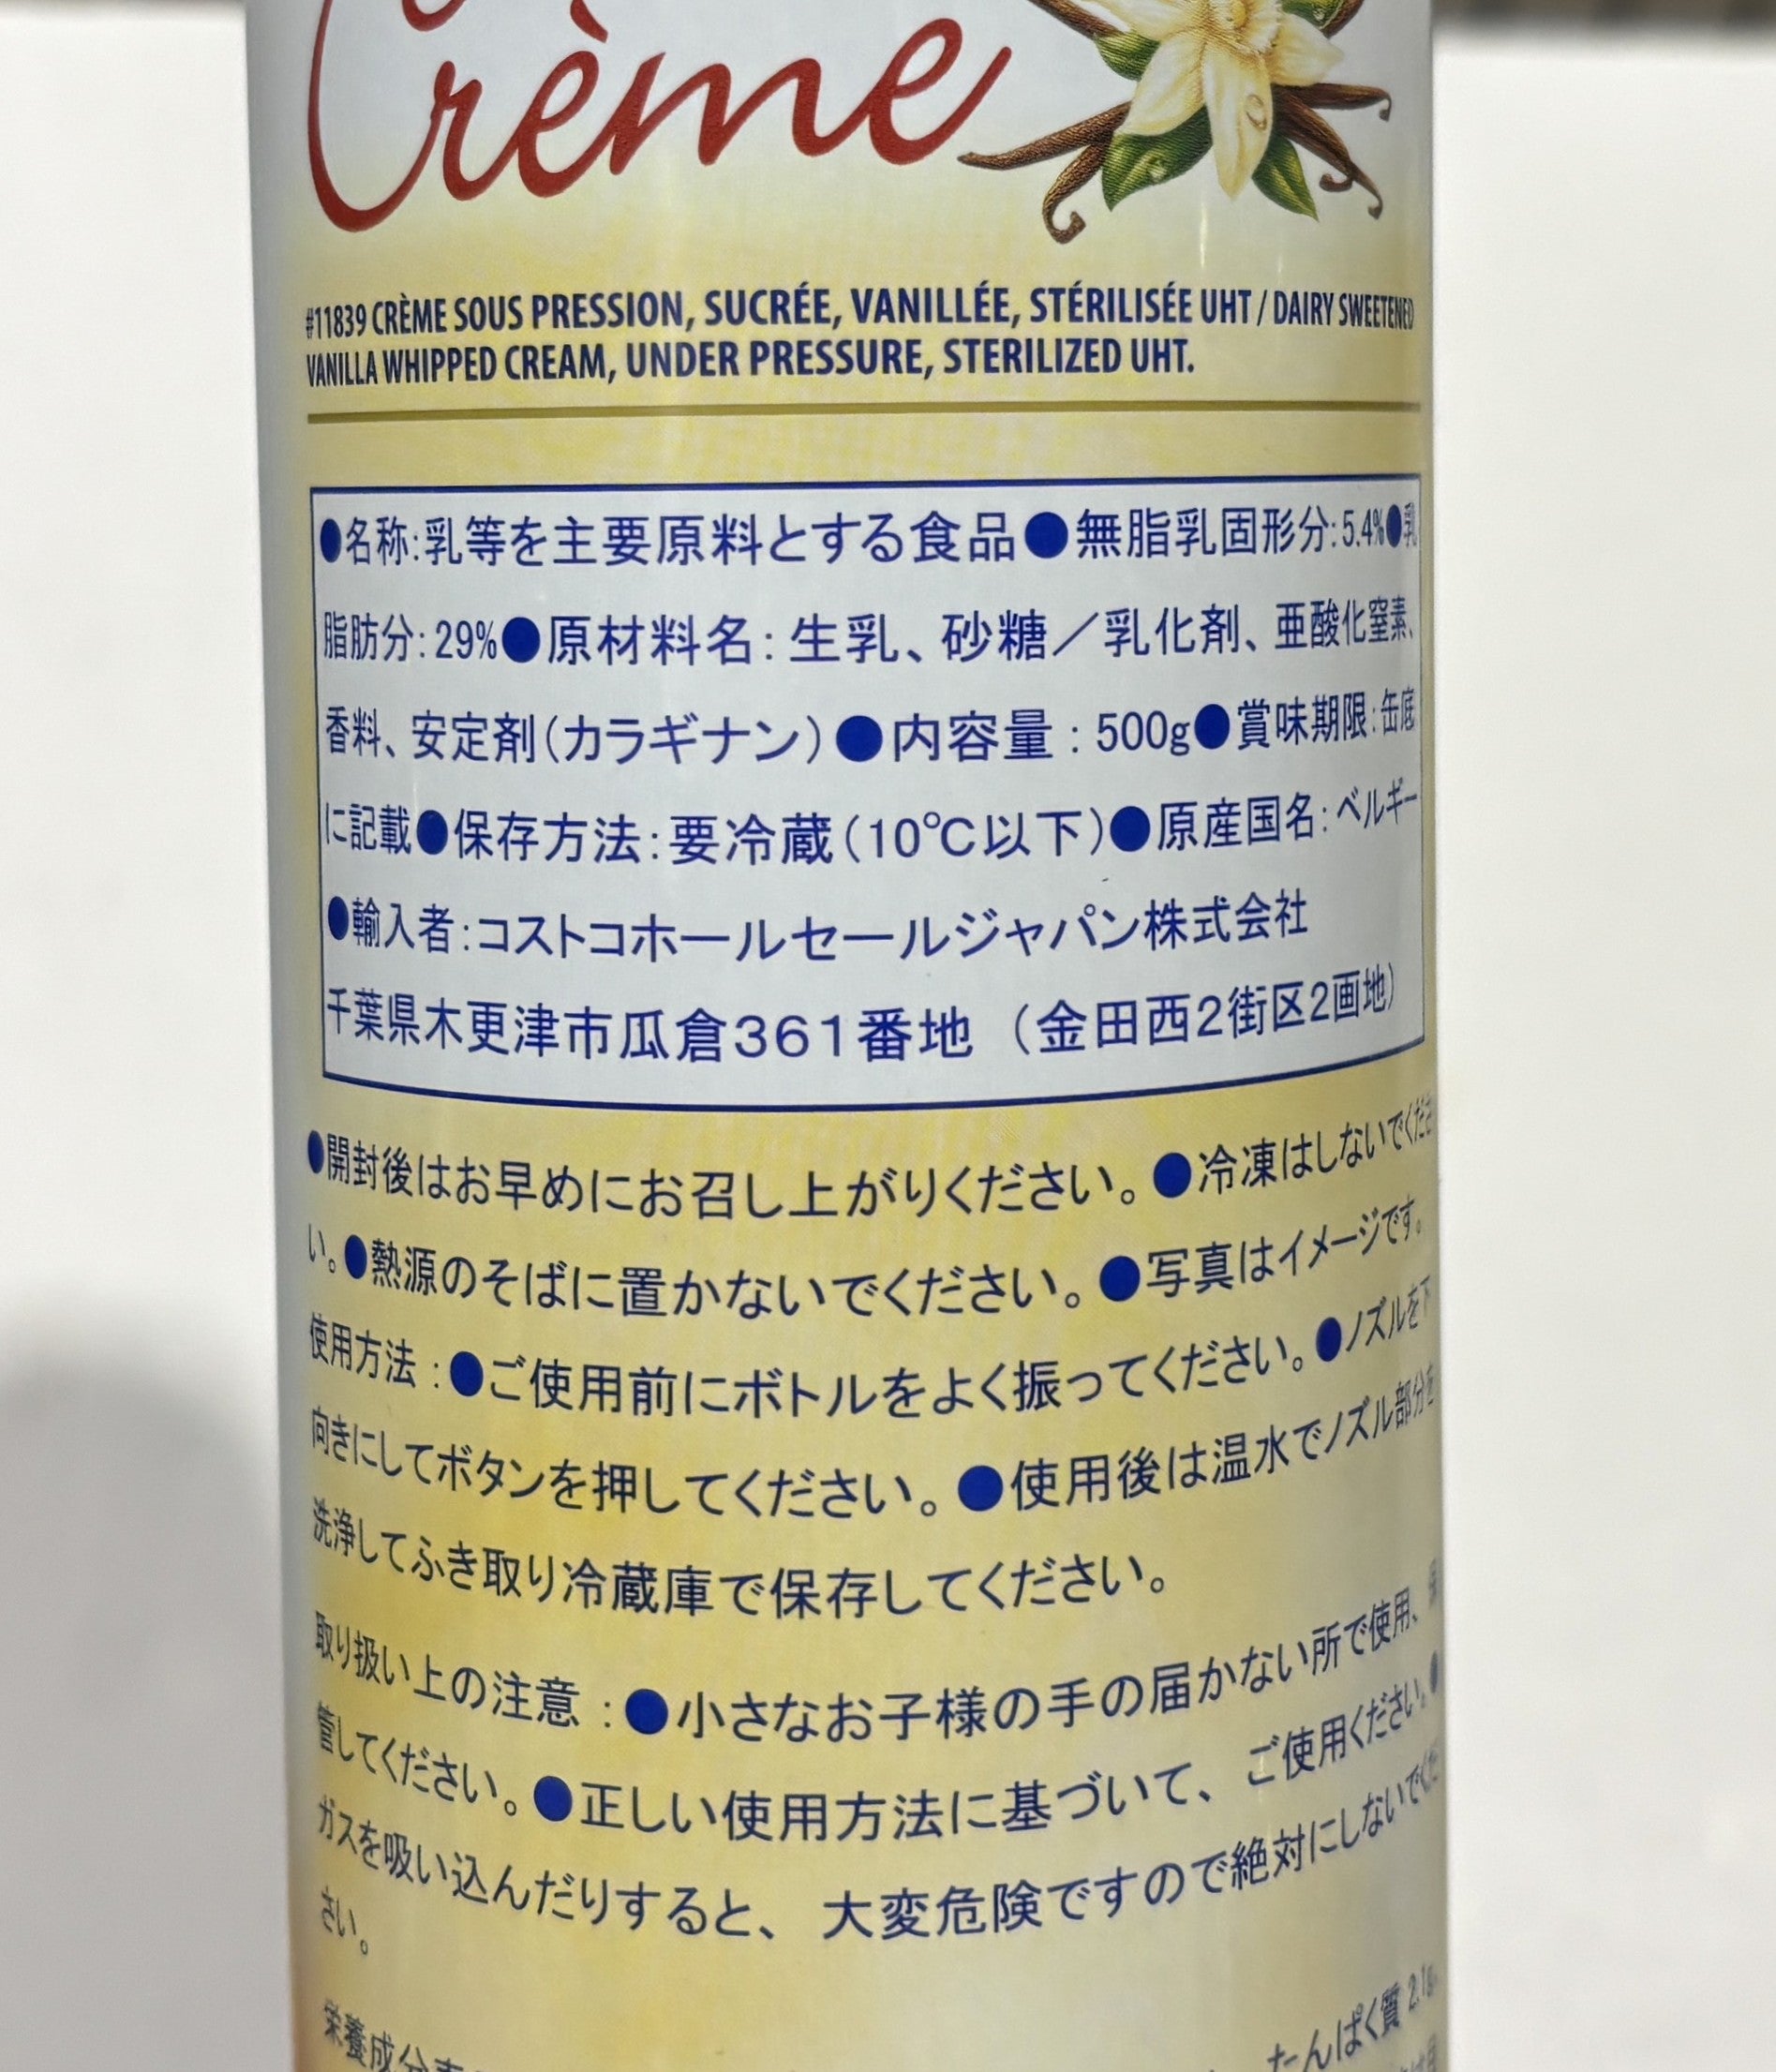 Crème
#11839 CRÈME SOUS PRESSION, SUCRÉE, VANILLÉE, STÉRILISÉE UHT / DAIRY SWEETENED
VANILLA WHIPPED CREAM, UNDER PRESSURE, STERILIZED UHT.
●名称:乳等を主要原料とする食品●無脂乳固形分:5.4%●乳
脂肪分:29%●原材料名:生乳、砂糖／乳化剤、亜酸化窒素、
香料、安定剤(カラギナン)●内容量:500g●賞味期限:缶底
に記載●保存方法:要冷蔵(10℃以下)●原産国名:ベルギー
●輸入者:コストコホールセールジャパン株式会社
千葉県木更津市瓜倉361番地(金田西2街区2画地)
●開封後はお早めにお召し上がりください。●冷凍はしないでくださ
い。●熱源のそばに置かないでください。●写真はイメージです。
使用方法:●ご使用前にボトルをよく振ってください。●ノズルを下
向きにしてボタンを押してください。●使用後は温水でノズル部分を
洗浄してふき取り冷蔵庫で保存してください。
取り扱い上の注意:●小さなお子様の手の届かない所で使用、保
管してください。●正しい使用方法に基づいて、ご使用ください。●
ガスを吸い込んだりすると、大変危険ですので絶対にしないでくだ
さい。
栄養成分表 たんぱく質 2.1g